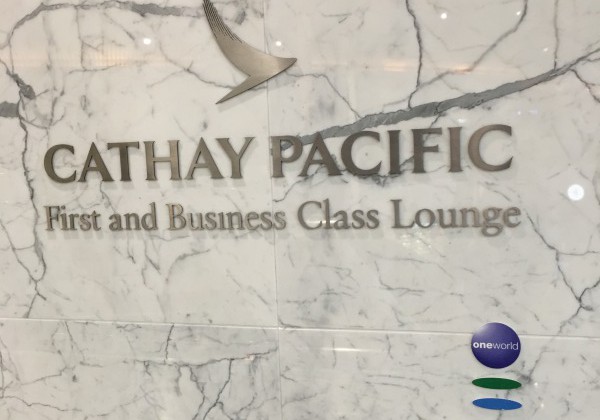 CATHAY PACIFIC
First and Business Class Lounge
oneworld